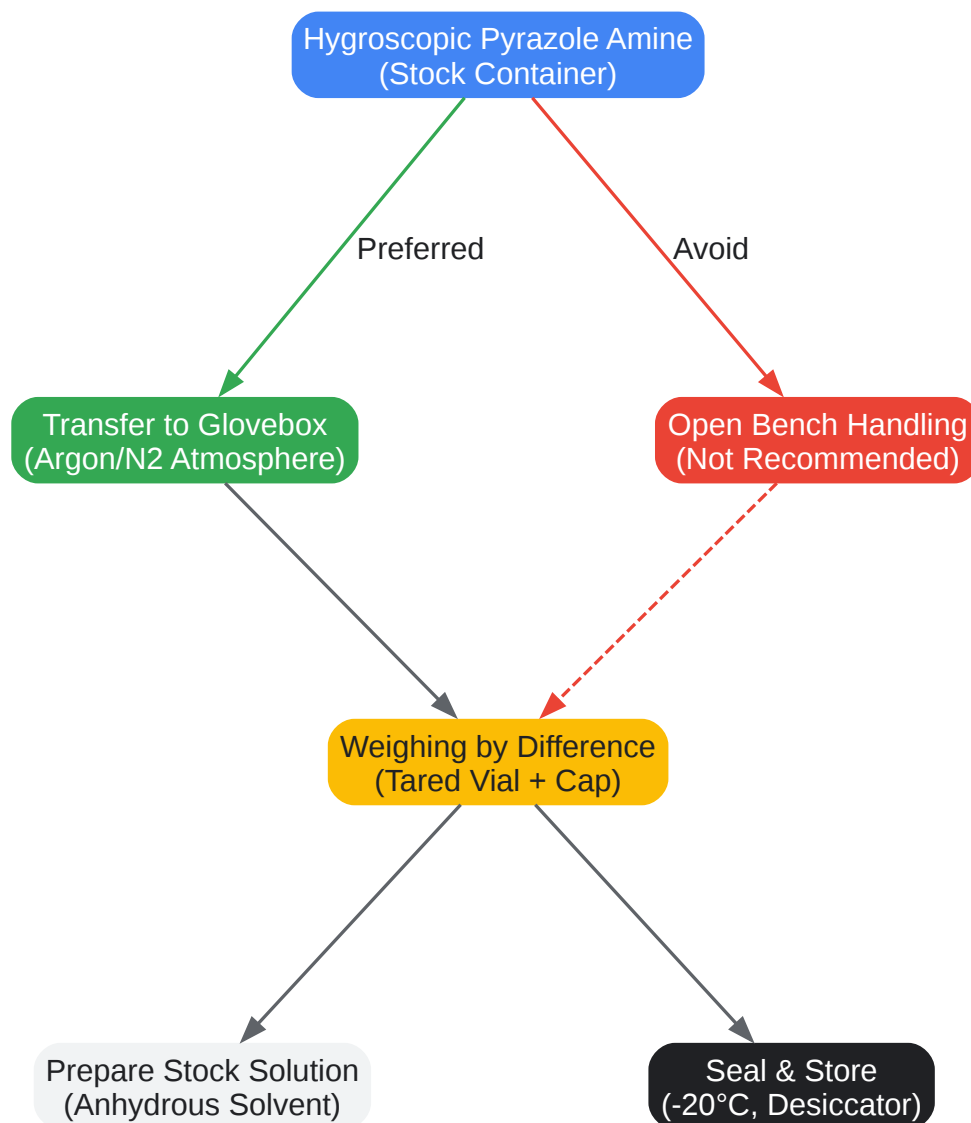 Hygroscopic Pyrazole Amine
(Stock Container)
Preferred
Avoid
Transfer to Glovebox
(Argon/N2 Atmosphere)
Open Bench Handling
(Not Recommended)
Weighing by Difference
(Tared Vial + Cap)
Prepare Stock Solution
(Anhydrous Solvent)
Seal & Store
(-20°C, Desiccator)